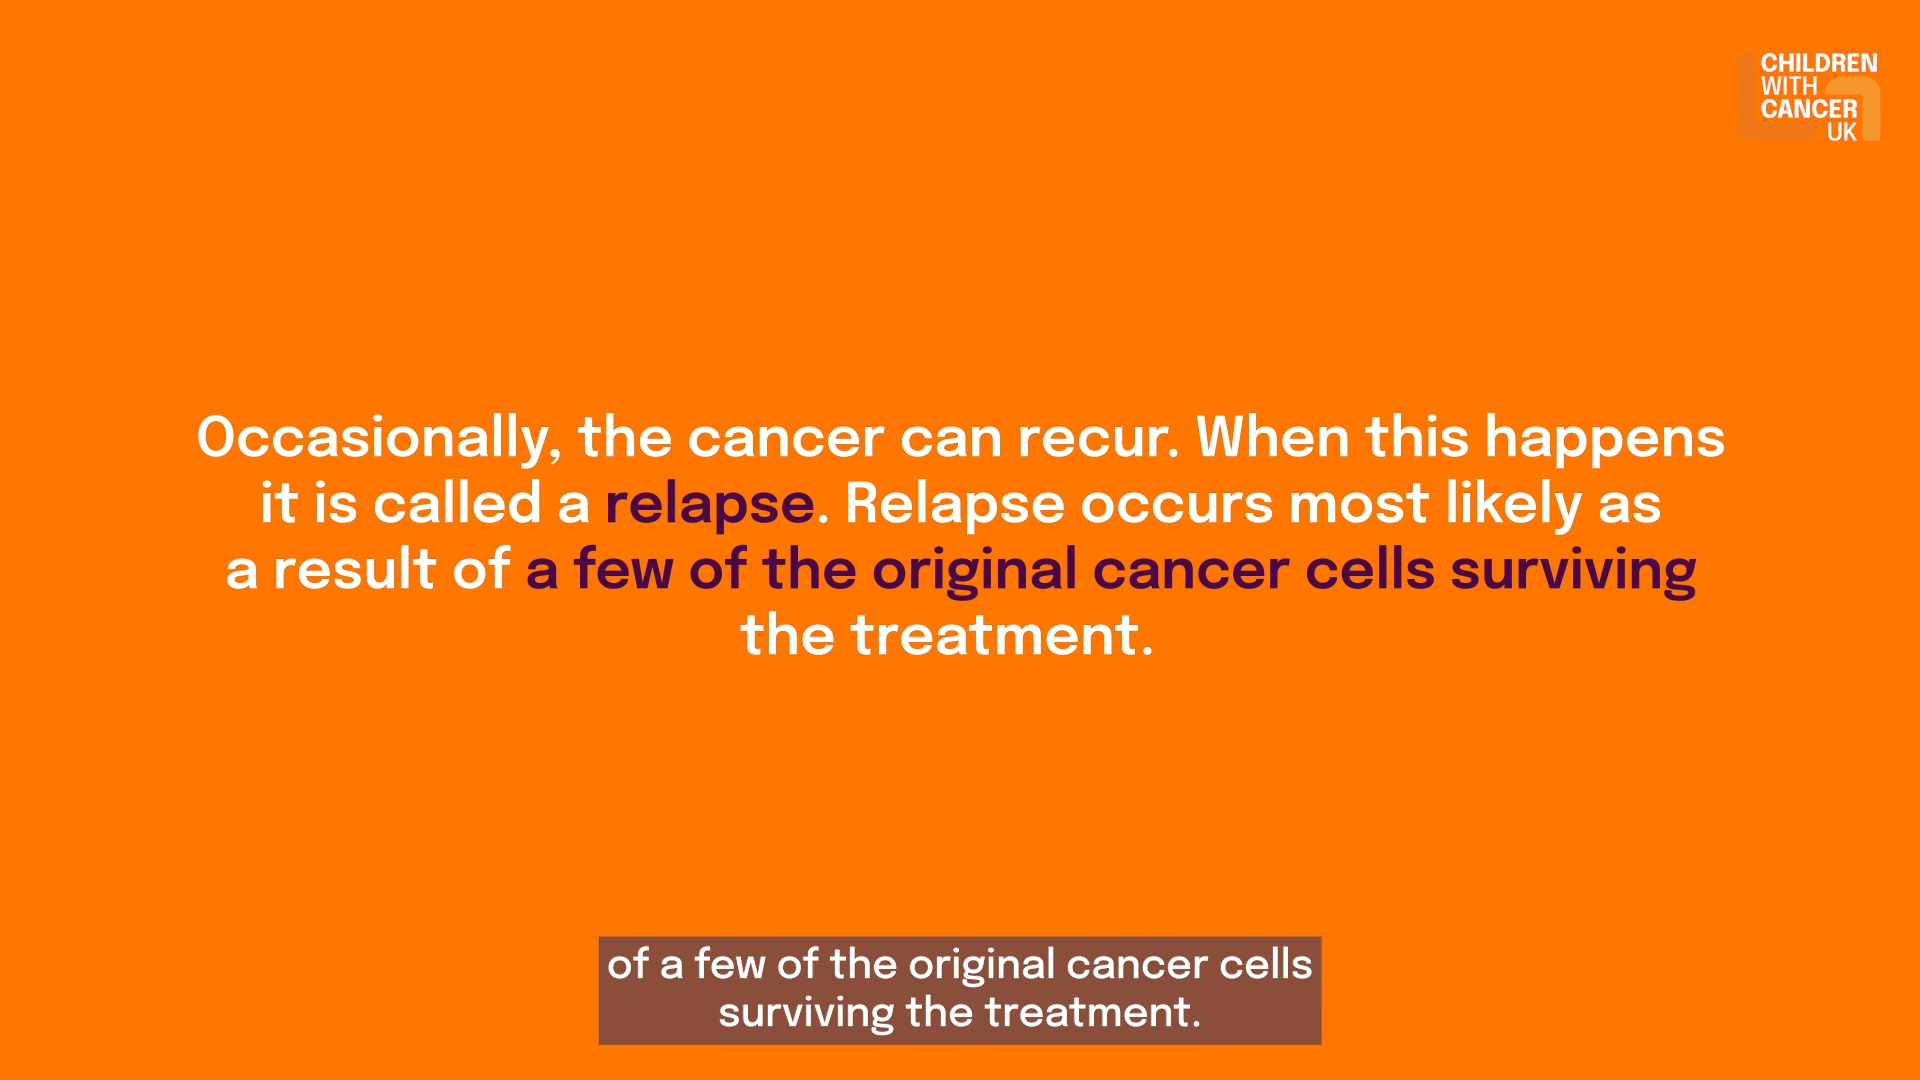 CHILDREN
WITH
CANCER
UK
Occasionally, the cancer can recur. When this happens
it is called a relapse. Relapse occurs most likely as
a result of a few of the original cancer cells surviving
the treatment.
of a few of the original cancer cells
surviving the treatment.